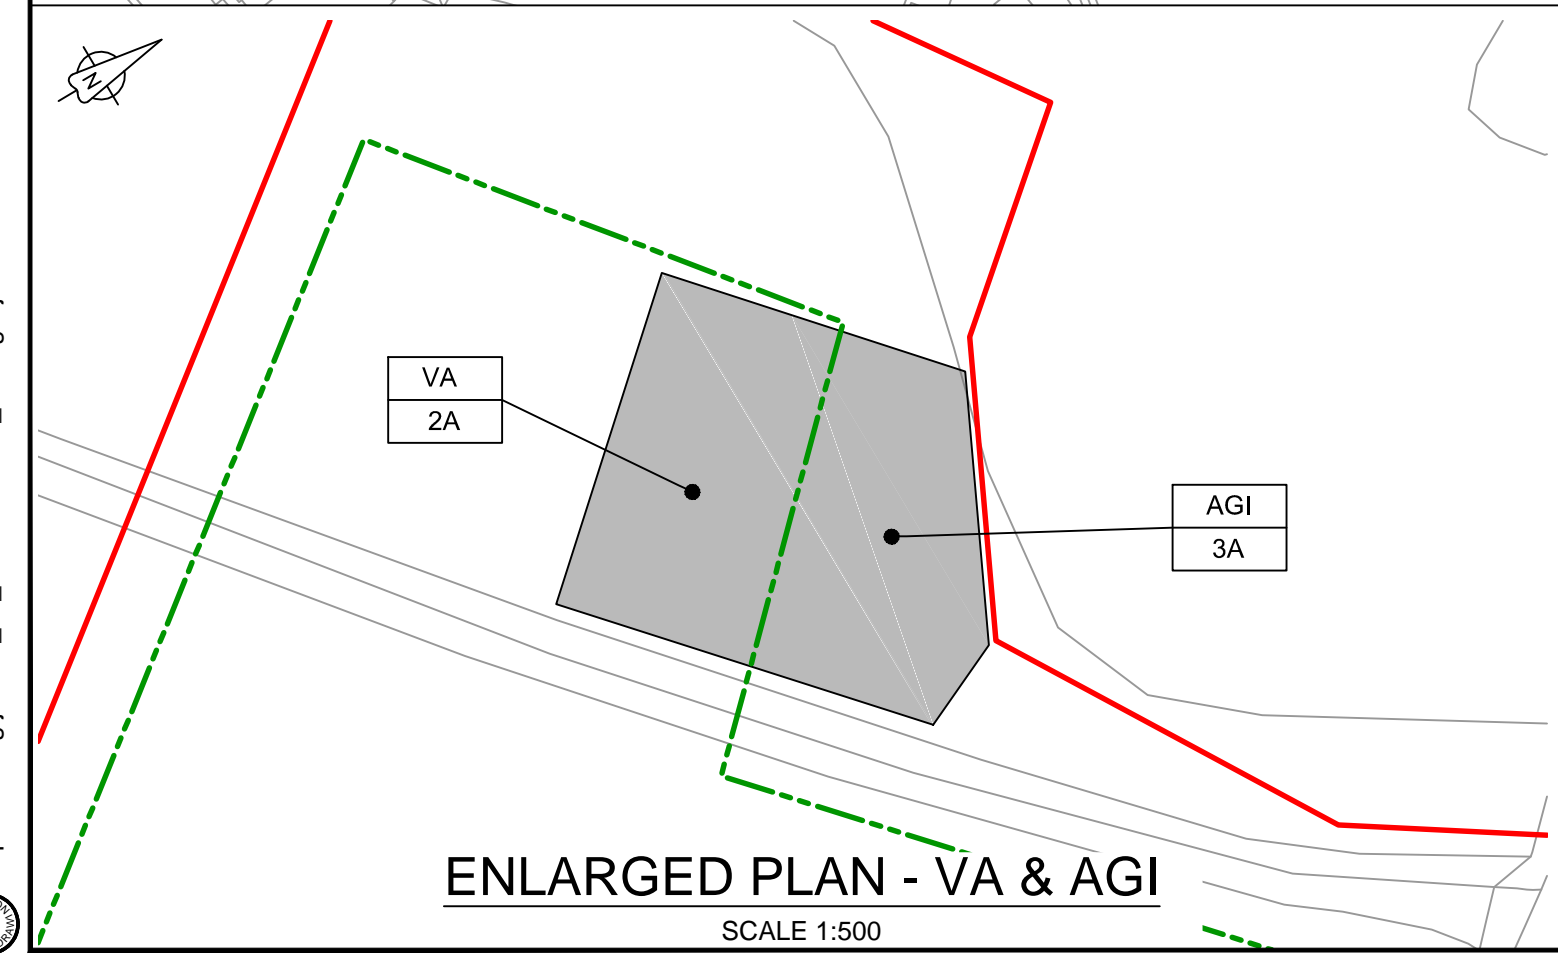 N
VA
2A
AGI
3A
ENLARGED PLAN - VA & AGI
SCALE 1:500